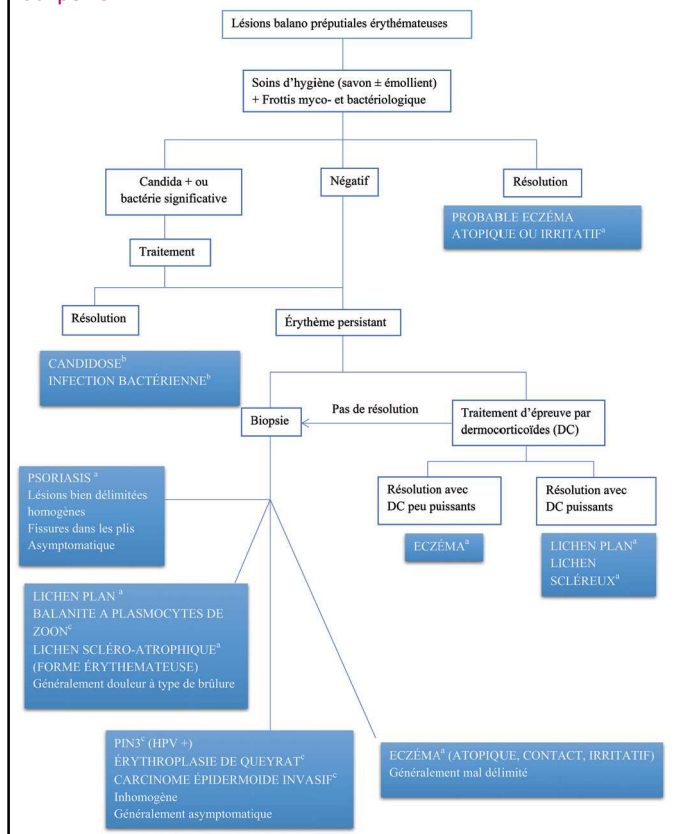 Lésions balano préputiales érythémateuses
Soins d'hygiène (savon ± émollient)
+ Frottis myco- et bactériologique
Candida + ou
bactérie significative
Négatif
Résolution
PROBABLE ECZÉMA
ATOPIQUE OU IRRITATIFᵃ
Traitement
Résolution
Érythème persistant
CANDIDOSEᵇ
INFECTION BACTÉRIENNEᵇ
Biopsie
Pas de résolution
Traitement d'épreuve par
dermocorticoïdes (DC)
Résolution avec
DC peu puissants
Résolution avec
DC puissants
ECZÉMAᵃ
LICHEN PLANᵃ
LICHEN
SCLÉREUXᵃ
PSORIASIS ᵃ
Lésions bien délimitées
homogènes
Fissures dans les plis
Asymptomatique
LICHEN PLAN ᵃ
BALANITE A PLASMOCYTES DE
ZOONᶜ
LICHEN SCLÉRO-ATROPHIQUEᵃ
(FORME ÉRYTHEMATEUSE)
Généralement douleur à type de brûlure
PIN3ᶜ (HPV +)
ÉRYTHROPLASIE DE QUEYRATᶜ
CARCINOME ÉPIDERMOIDE INVASIFᶜ
Inhomogène
Généralement asymptomatique
ECZÉMAᵃ (ATOPIQUE, CONTACT, IRRITATIF)
Généralement mal délimité